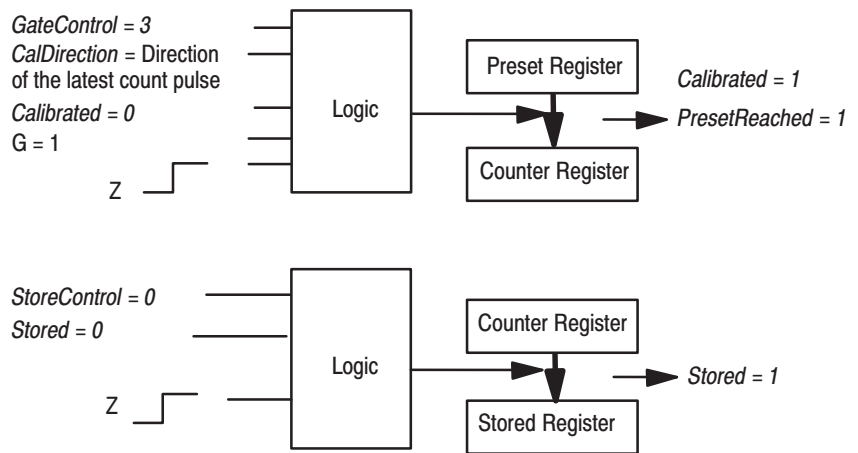 GateControl = 3
CalDirection = Direction
of the latest count pulse
Calibrated = 0
G = 1
Z
Logic
Preset Register
Counter Register
Calibrated = 1
PresetReached = 1
StoreControl = 0
Stored = 0
Z
Logic
Counter Register
Stored Register
Stored = 1